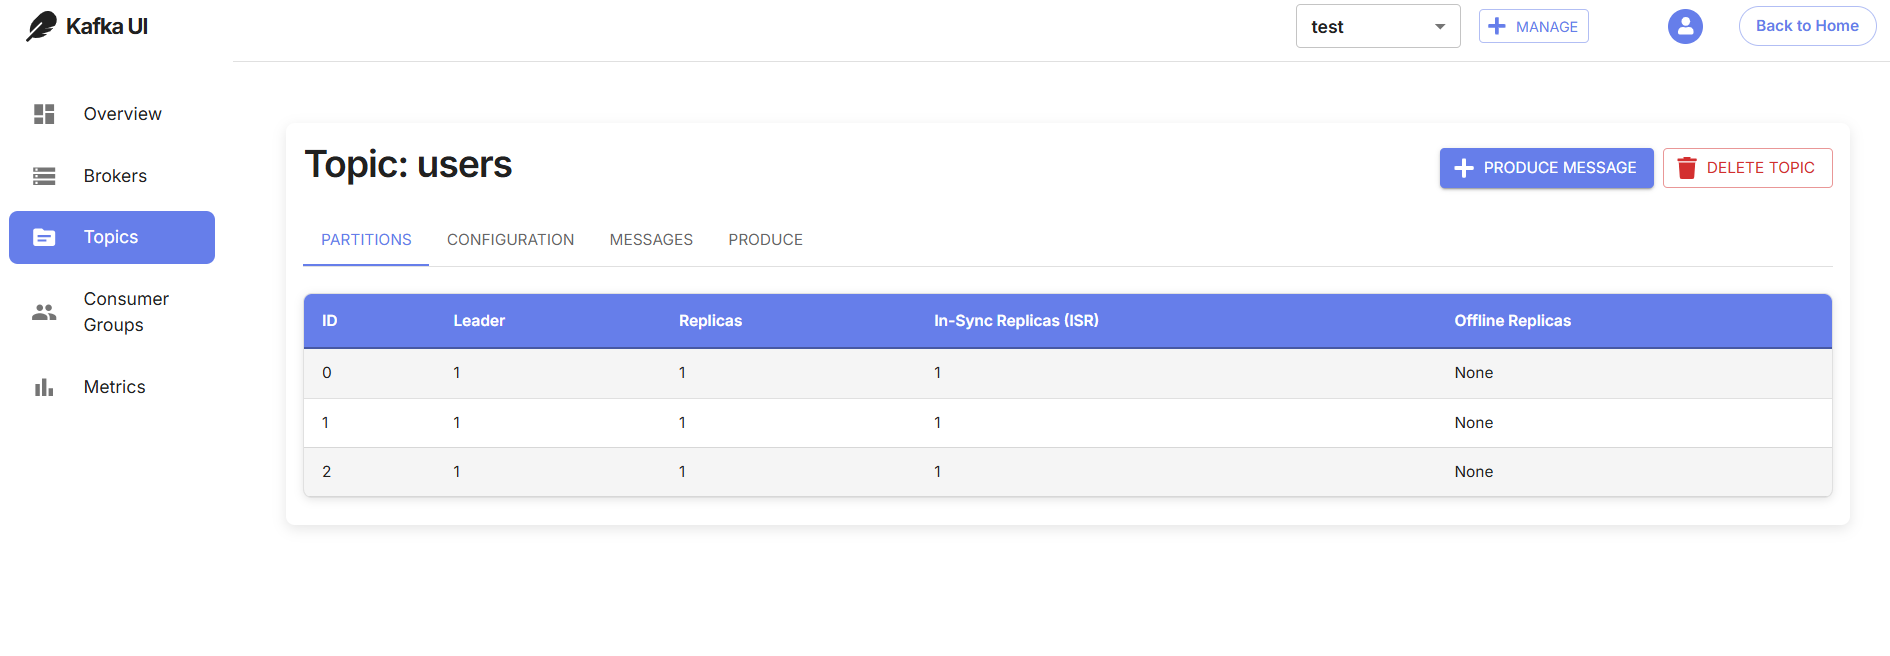 Kafka UI
test
MANAGE
Back to Home
Overview
Brokers
Topics
Consumer
Groups
Metrics
Topic: users
PRODUCE MESSAGE
DELETE TOPIC
PARTITIONS CONFIGURATION MESSAGES PRODUCE
ID Leader Replicas In-Sync Replicas (ISR) Offline Replicas
0 1 1 1 None
1 1 1 1 None
2 1 1 1 None